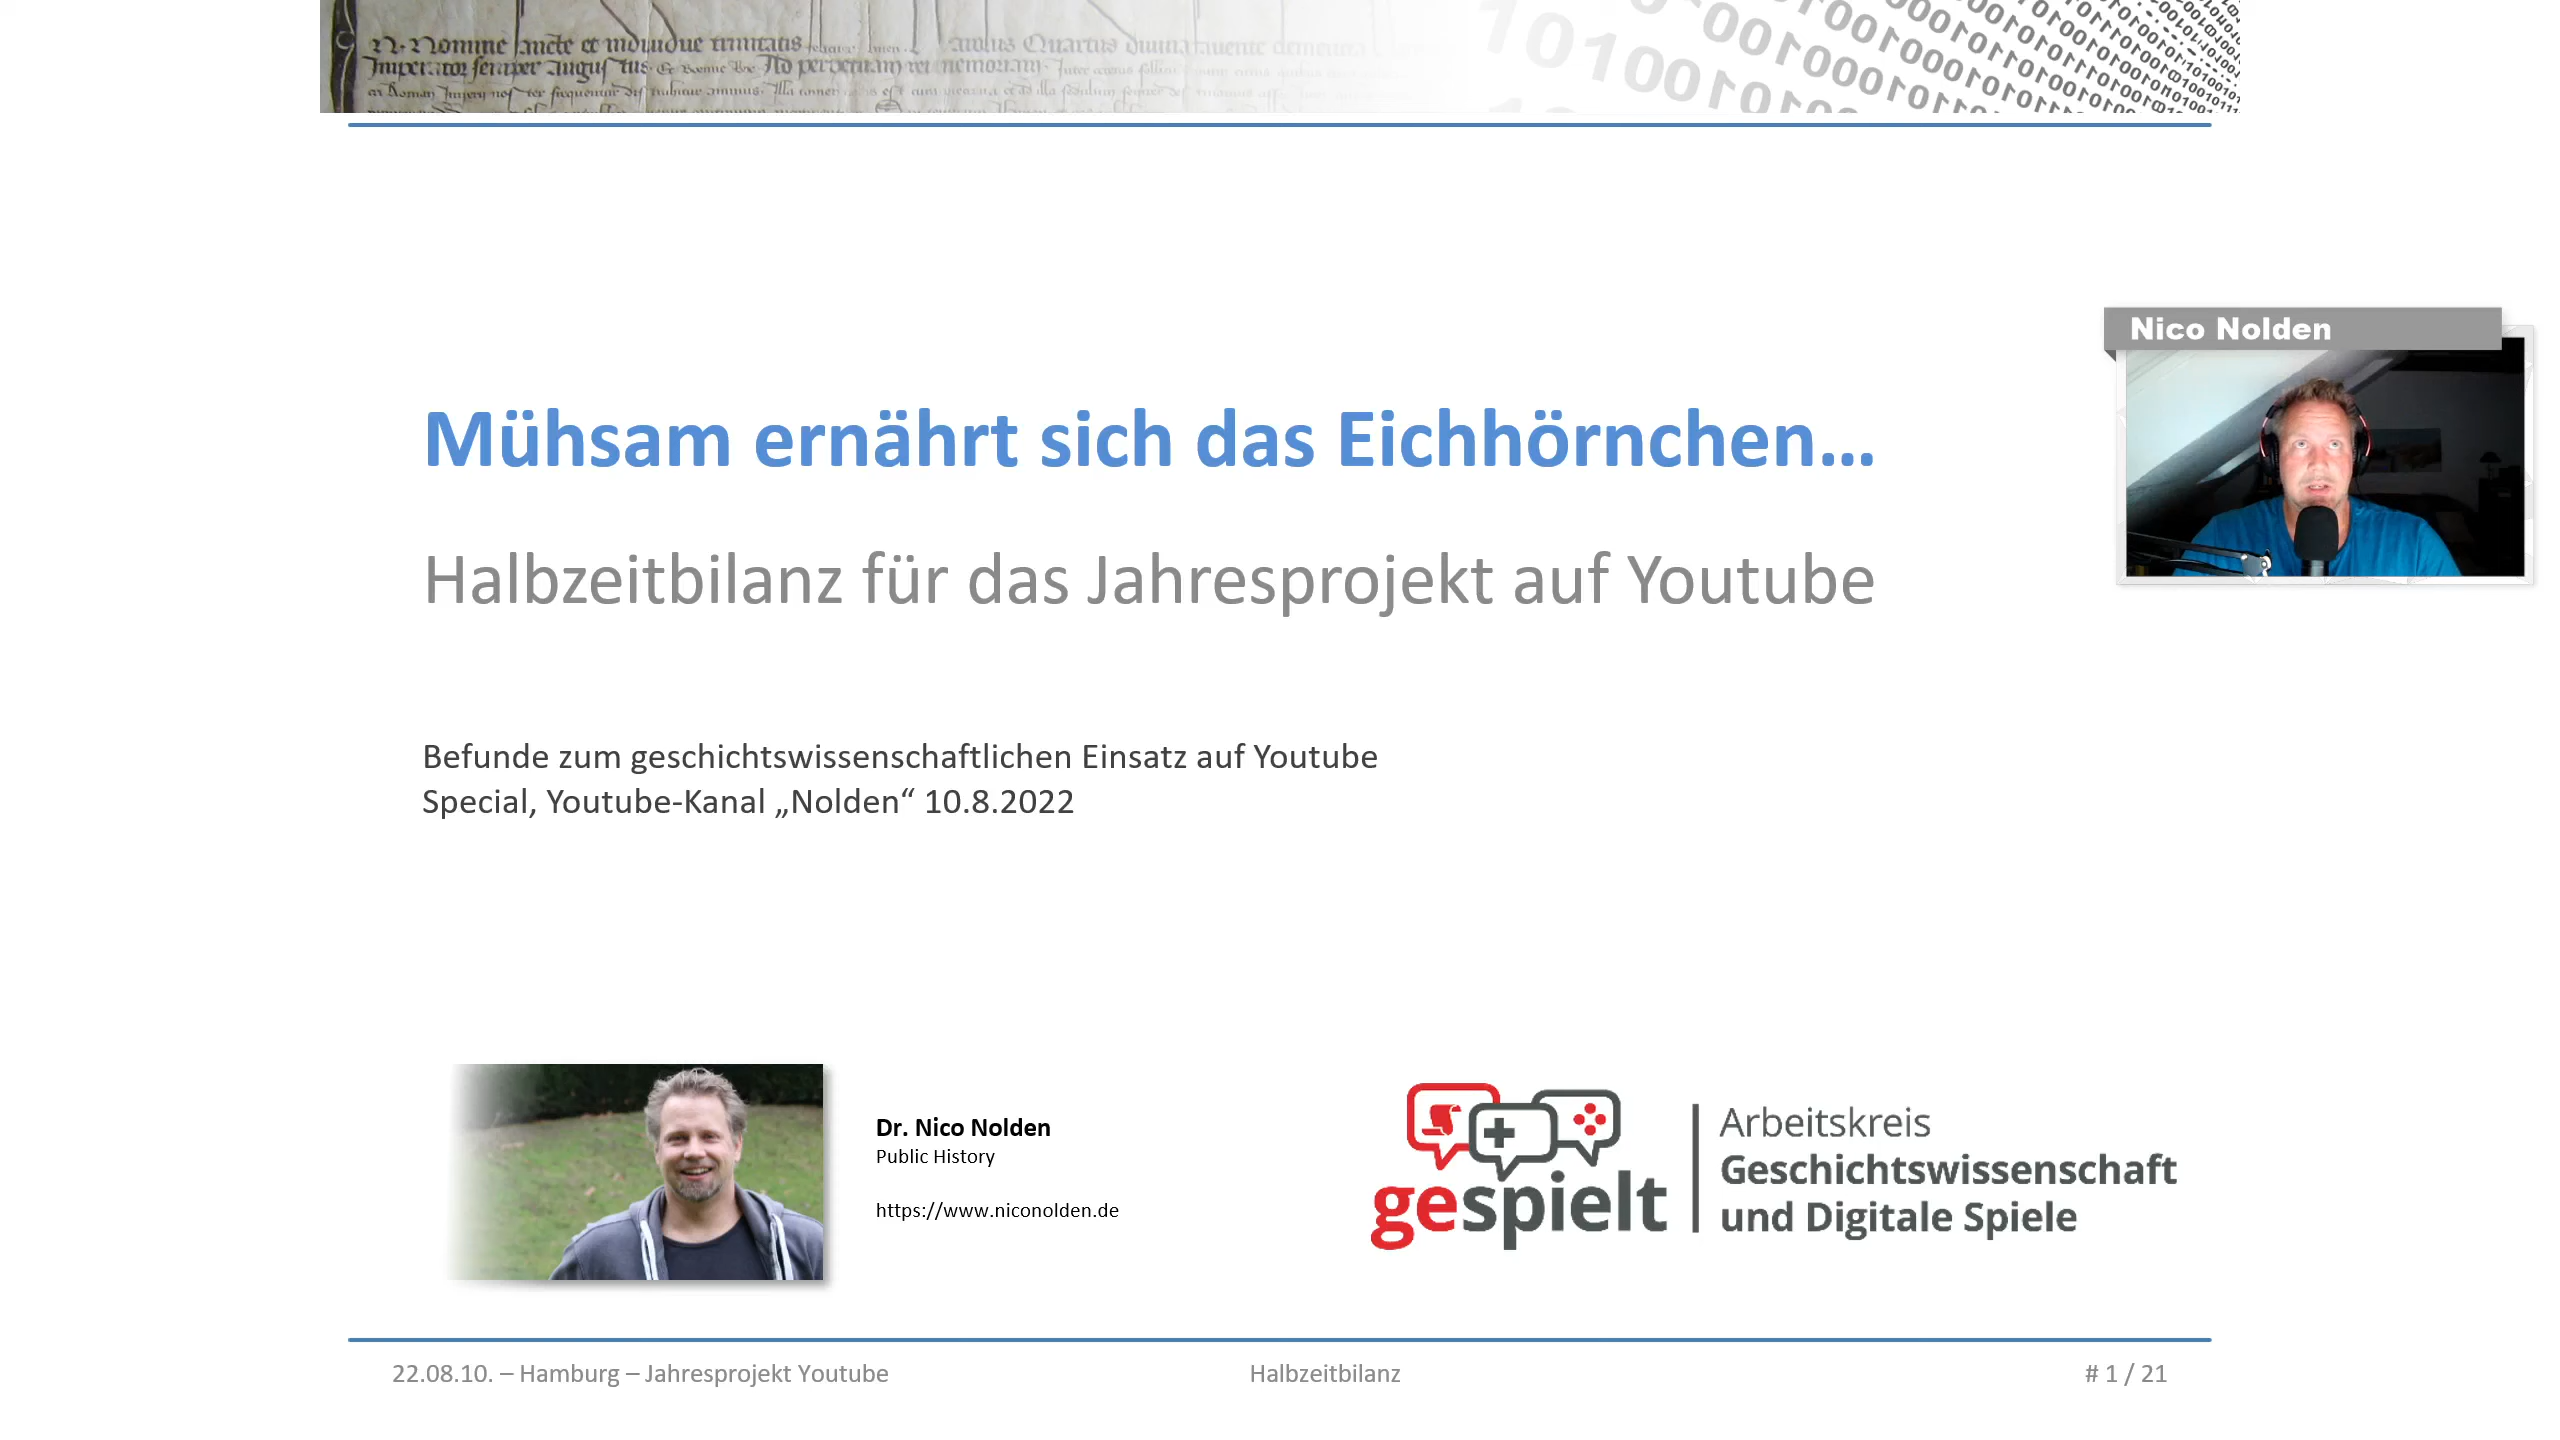 Nico Nolden
Mühsam ernährt sich das Eichhörnchen...
Halbzeitbilanz für das Jahresprojekt auf Youtube
Befunde zum geschichtswissenschaftlichen Einsatz auf Youtube
Special, Youtube-Kanal „Nolden“ 10.8.2022
Dr. Nico Nolden
Public History
https://www.niconolden.de
gespielt
Arbeitskreis
Geschichtswissenschaft
und Digitale Spiele
22.08.10. – Hamburg – Jahresprojekt Youtube
Halbzeitbilanz
# 1 / 21